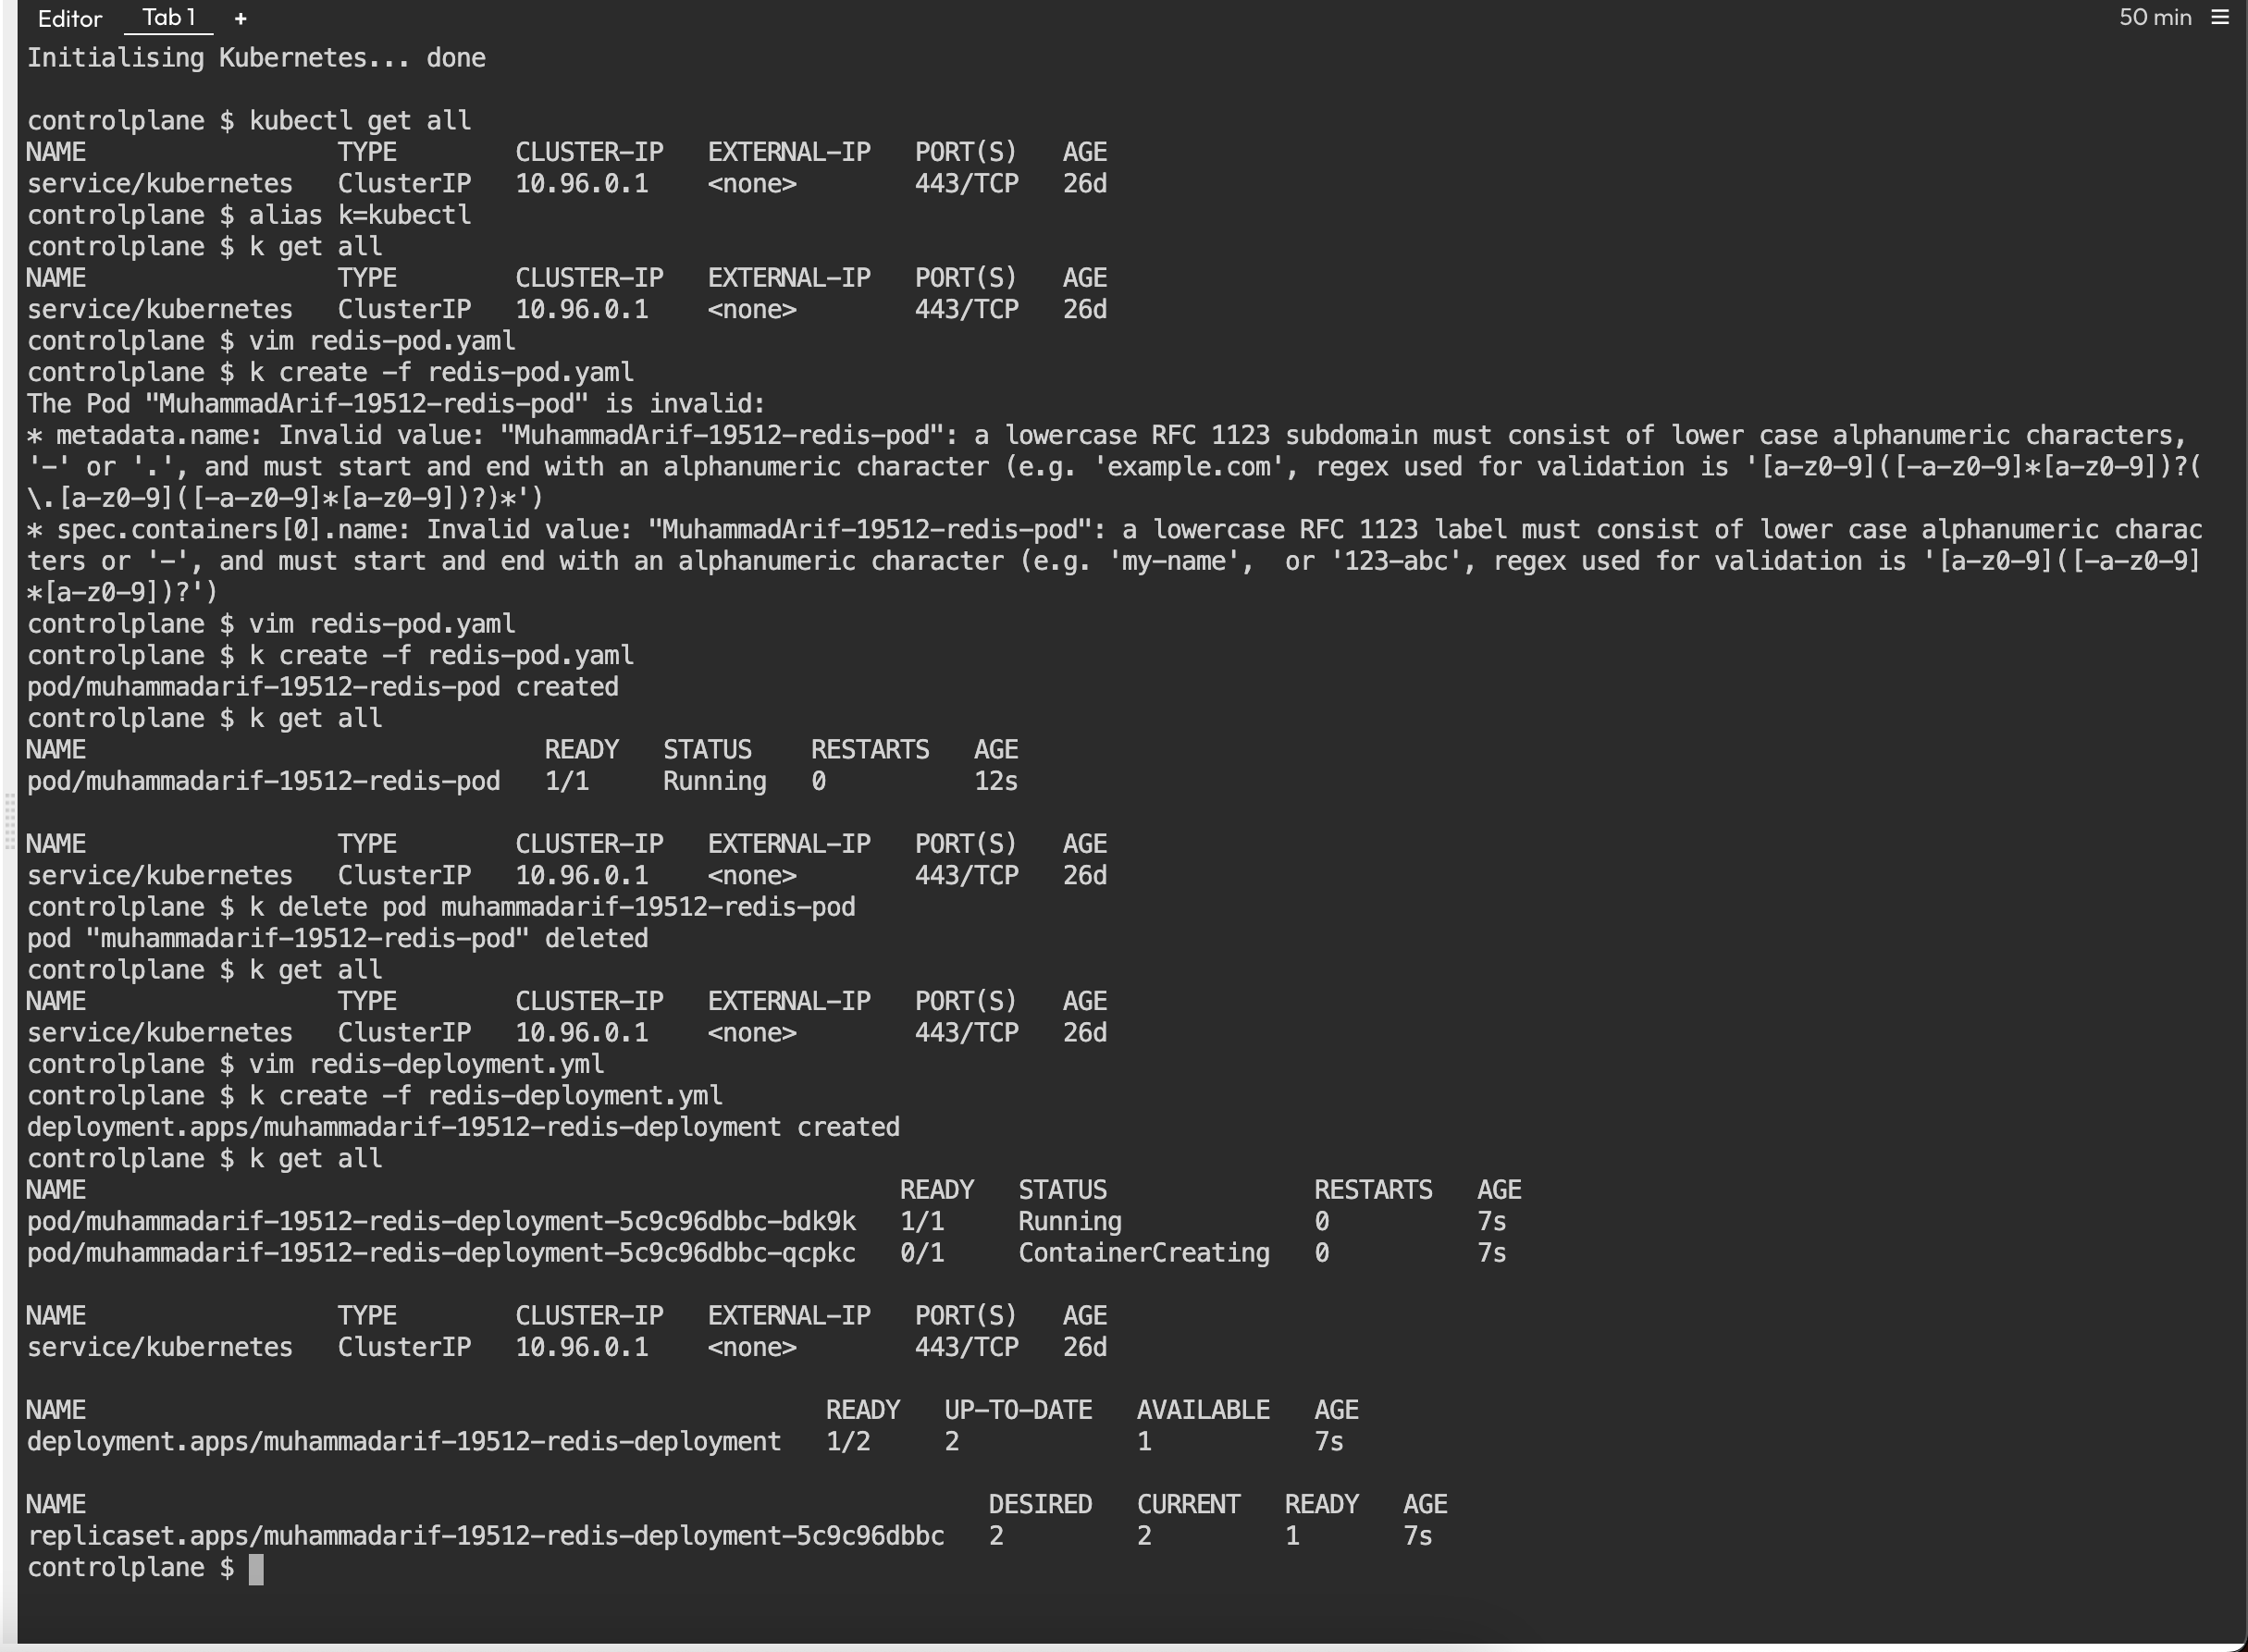 Editor Tab 1 + 50 min ≡
Initialising Kubernetes... done
controlplane $ kubectl get all
NAME TYPE CLUSTER-IP EXTERNAL-IP PORT(S) AGE
service/kubernetes ClusterIP 10.96.0.1 <none> 443/TCP 26d
controlplane $ alias k=kubectl
controlplane $ k get all
NAME TYPE CLUSTER-IP EXTERNAL-IP PORT(S) AGE
service/kubernetes ClusterIP 10.96.0.1 <none> 443/TCP 26d
controlplane $ vim redis-pod.yaml
controlplane $ k create -f redis-pod.yaml
The Pod "MuhammadArif-19512-redis-pod" is invalid:
* metadata.name: Invalid value: "MuhammadArif-19512-redis-pod": a lowercase RFC 1123 subdomain must consist of lower case alphanumeric characters,
'-' or '.', and must start and end with an alphanumeric character (e.g. 'example.com', regex used for validation is '[a-z0-9]([-a-z0-9]*[a-z0-9])?(
\.[a-z0-9]([-a-z0-9]*[a-z0-9])?)*')
* spec.containers[0].name: Invalid value: "MuhammadArif-19512-redis-pod": a lowercase RFC 1123 label must consist of lower case alphanumeric charac
ters or '-', and must start and end with an alphanumeric character (e.g. 'my-name',  or '123-abc', regex used for validation is '[a-z0-9]([-a-z0-9]
*[a-z0-9])?')
controlplane $ vim redis-pod.yaml
controlplane $ k create -f redis-pod.yaml
pod/muhammadarif-19512-redis-pod created
controlplane $ k get all
NAME READY STATUS RESTARTS AGE
pod/muhammadarif-19512-redis-pod 1/1 Running 0 12s
NAME TYPE CLUSTER-IP EXTERNAL-IP PORT(S) AGE
service/kubernetes ClusterIP 10.96.0.1 <none> 443/TCP 26d
controlplane $ k delete pod muhammadarif-19512-redis-pod
pod "muhammadarif-19512-redis-pod" deleted
controlplane $ k get all
NAME TYPE CLUSTER-IP EXTERNAL-IP PORT(S) AGE
service/kubernetes ClusterIP 10.96.0.1 <none> 443/TCP 26d
controlplane $ vim redis-deployment.yml
controlplane $ k create -f redis-deployment.yml
deployment.apps/muhammadarif-19512-redis-deployment created
controlplane $ k get all
NAME READY STATUS RESTARTS AGE
pod/muhammadarif-19512-redis-deployment-5c9c96dbbc-bdk9k 1/1 Running 0 7s
pod/muhammadarif-19512-redis-deployment-5c9c96dbbc-qcpkc 0/1 ContainerCreating 0 7s
NAME TYPE CLUSTER-IP EXTERNAL-IP PORT(S) AGE
service/kubernetes ClusterIP 10.96.0.1 <none> 443/TCP 26d
NAME READY UP-TO-DATE AVAILABLE AGE
deployment.apps/muhammadarif-19512-redis-deployment 1/2 2 1 7s
NAME DESIRED CURRENT READY AGE
replicaset.apps/muhammadarif-19512-redis-deployment-5c9c96dbbc 2 2 1 7s
controlplane $